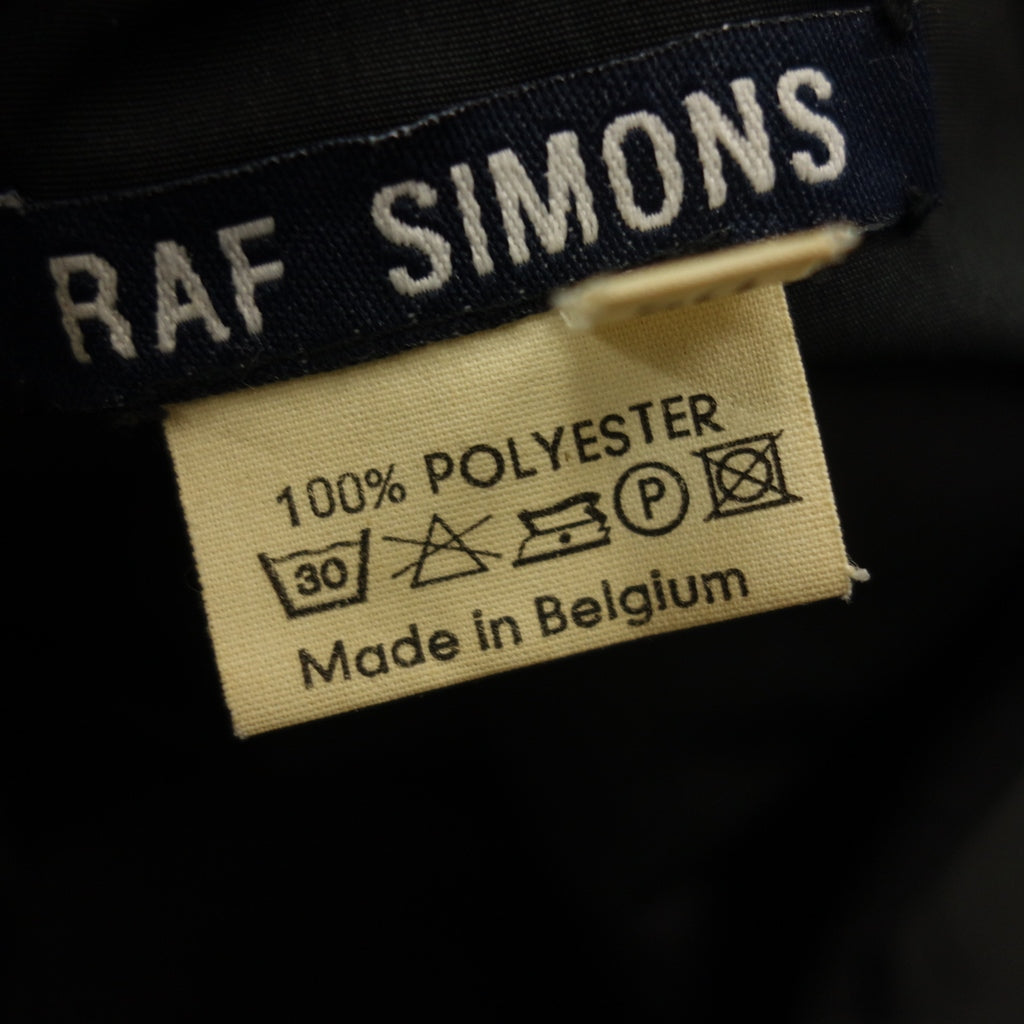 RAF SIMONS
100% POLYESTER
30 P
Made in Belgium